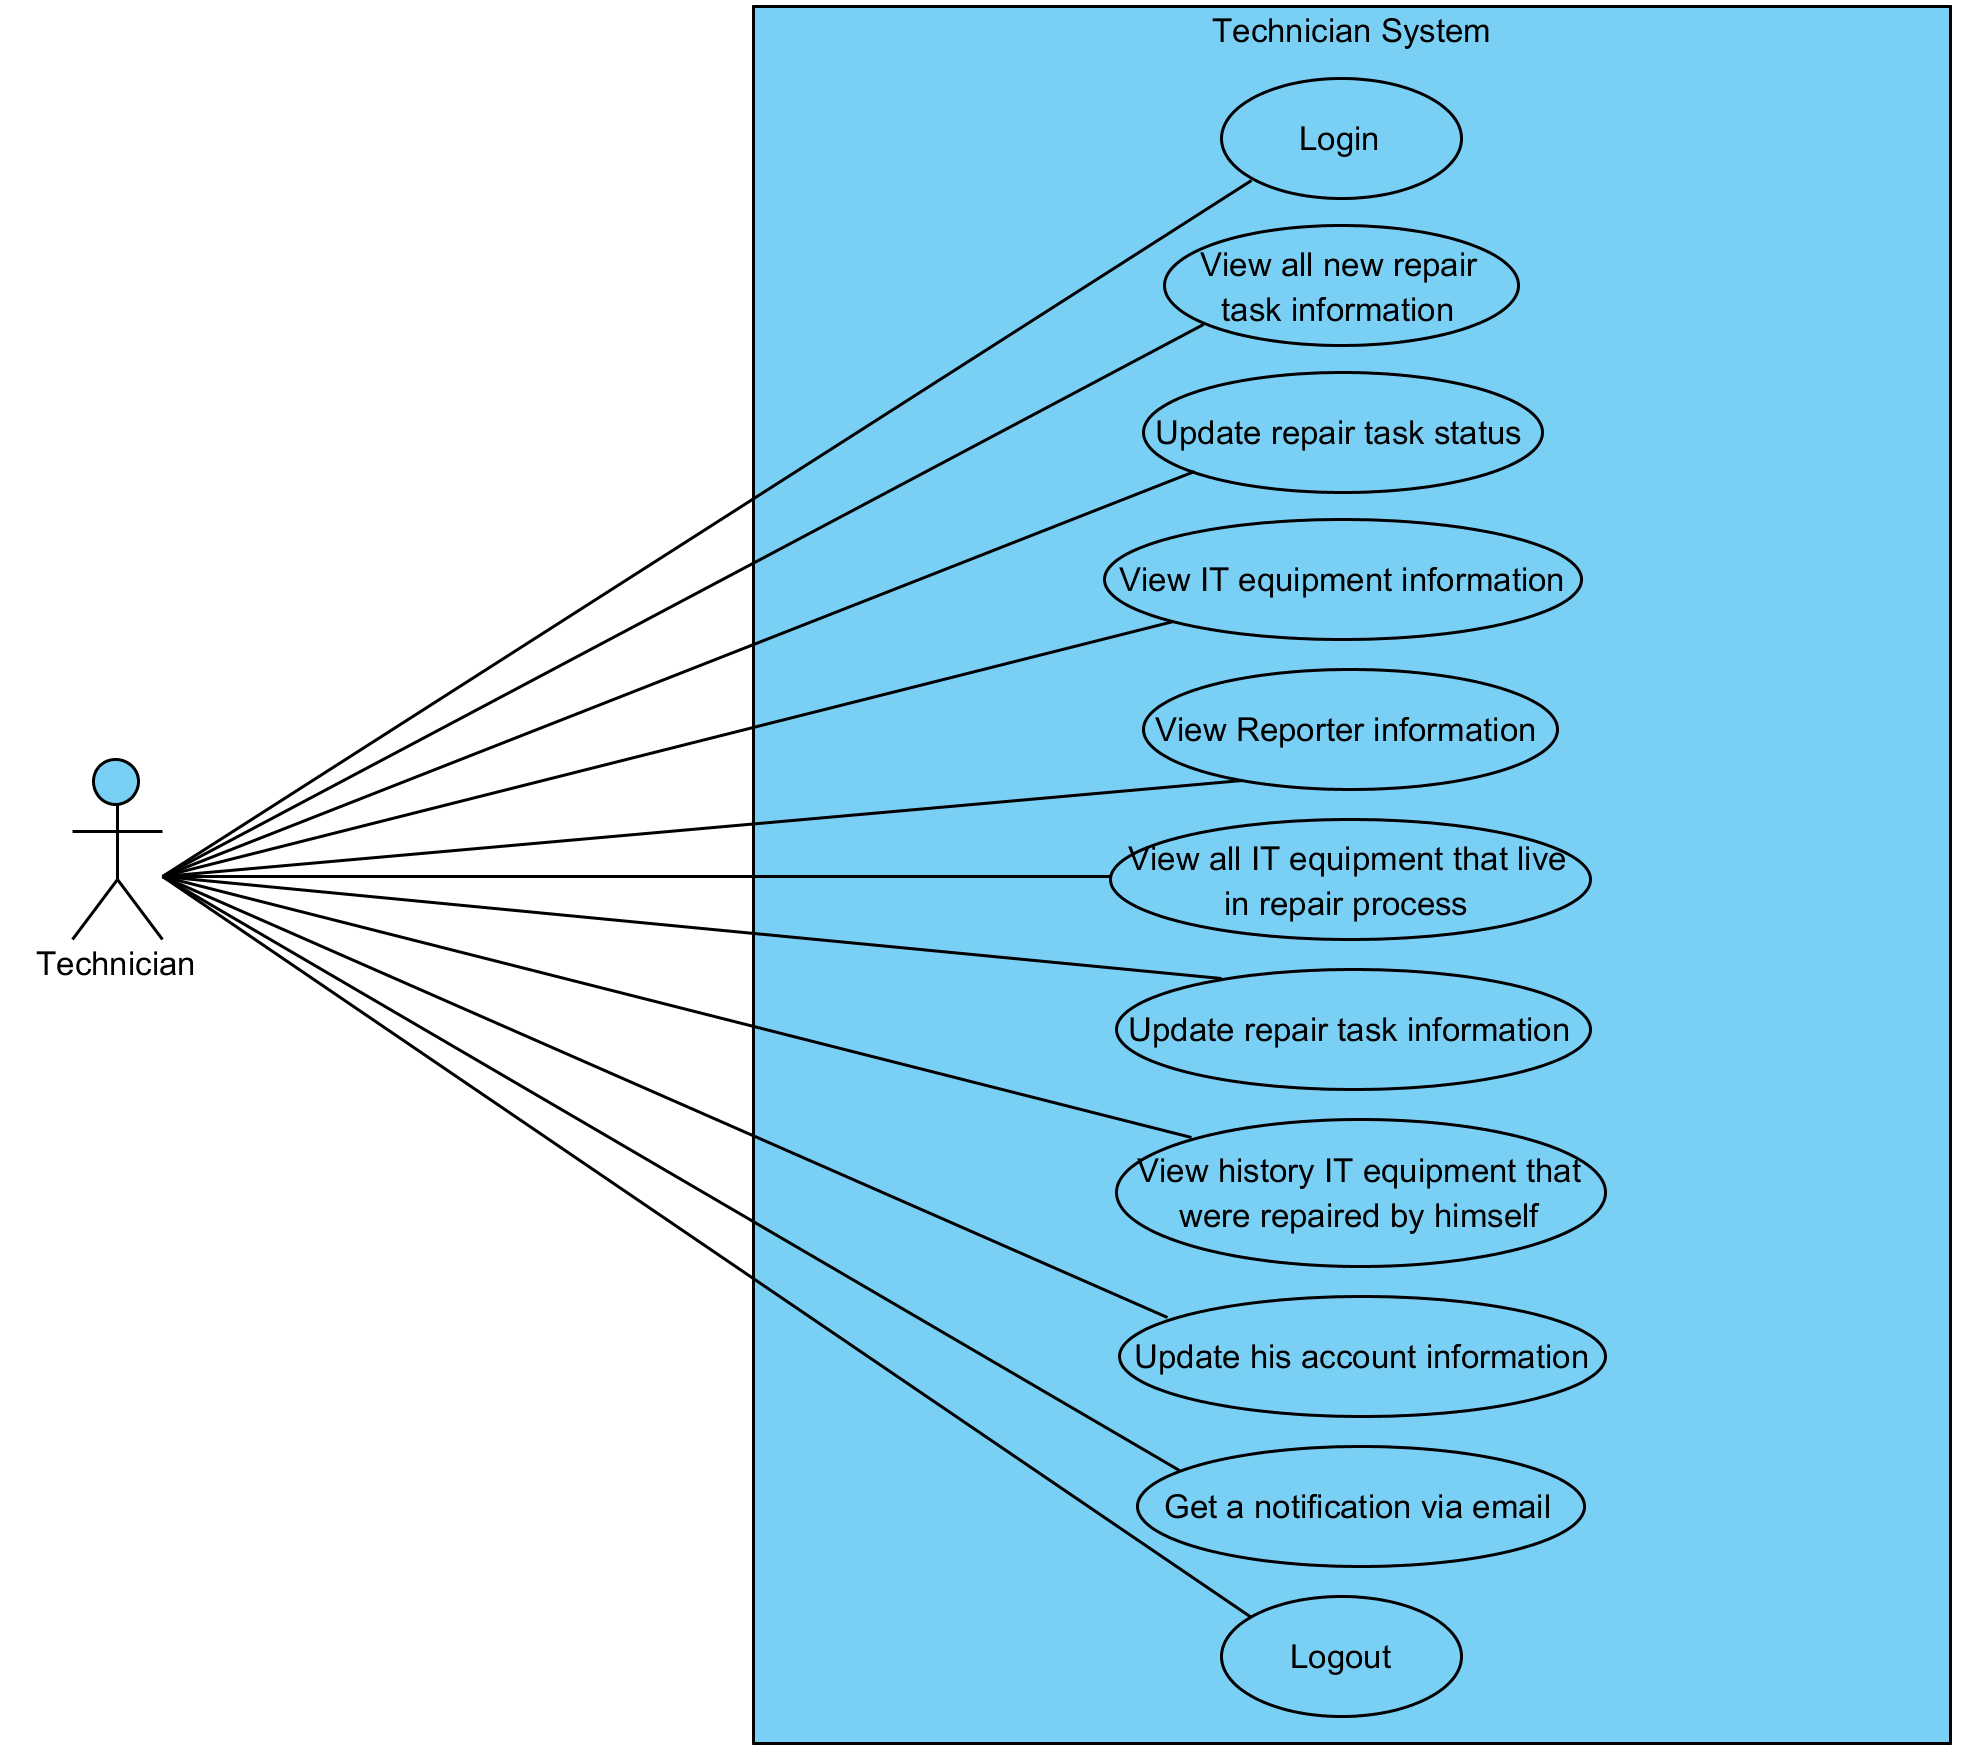 Technician System
Login
View all new repair
task information
Update repair task status
View IT equipment information
View Reporter information
View all IT equipment that live
in repair process
Technician
Update repair task information
View history IT equipment that
were repaired by himself
Update his account information
Get a notification via email
Logout